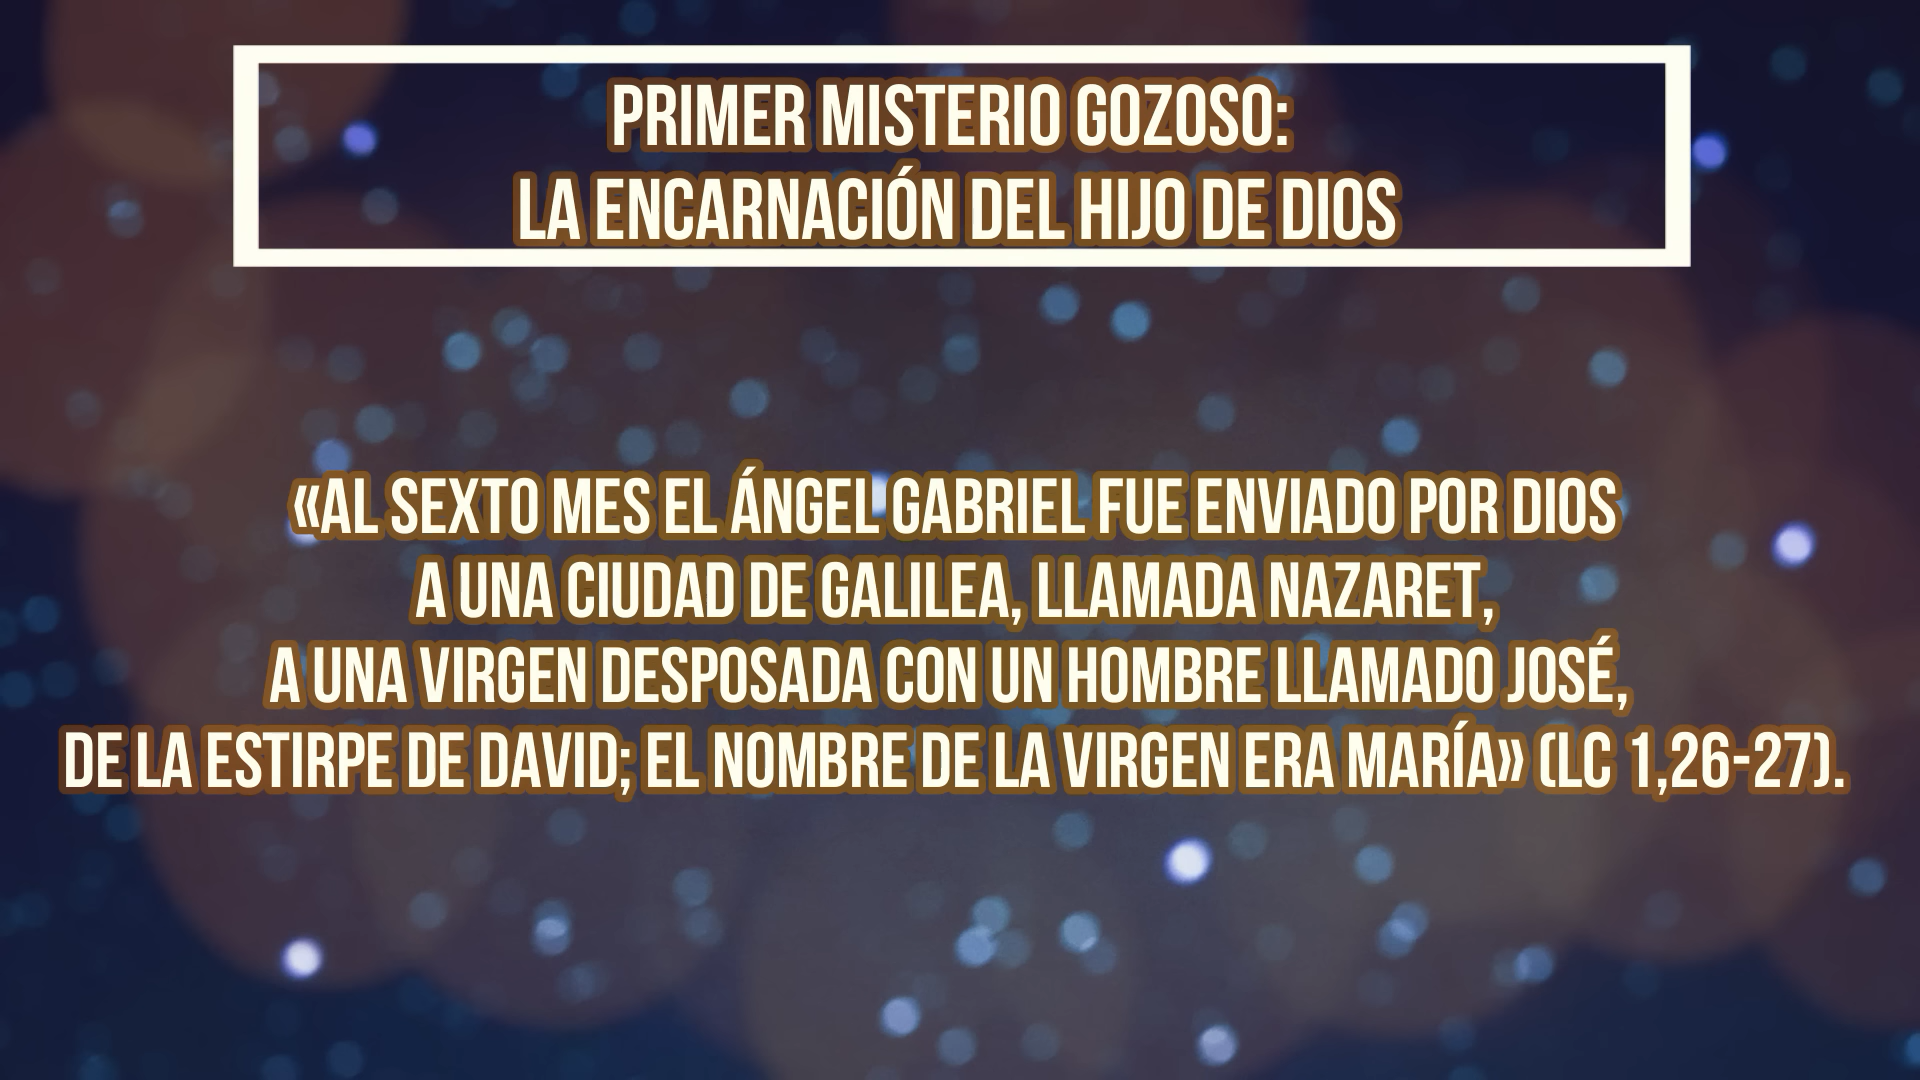 PRIMER MISTERIO GOZOSO:
LA ENCARNACIÓN DEL HIJO DE DIOS
«AL SEXTO MES EL ÁNGEL GABRIEL FUE ENVIADO POR DIOS
A UNA CIUDAD DE GALILEA, LLAMADA NAZARET,
A UNA VIRGEN DESPOSADA CON UN HOMBRE LLAMADO JOSÉ,
DE LA ESTIRPE DE DAVID; EL NOMBRE DE LA VIRGEN ERA MARÍA» (LC 1,26-27).